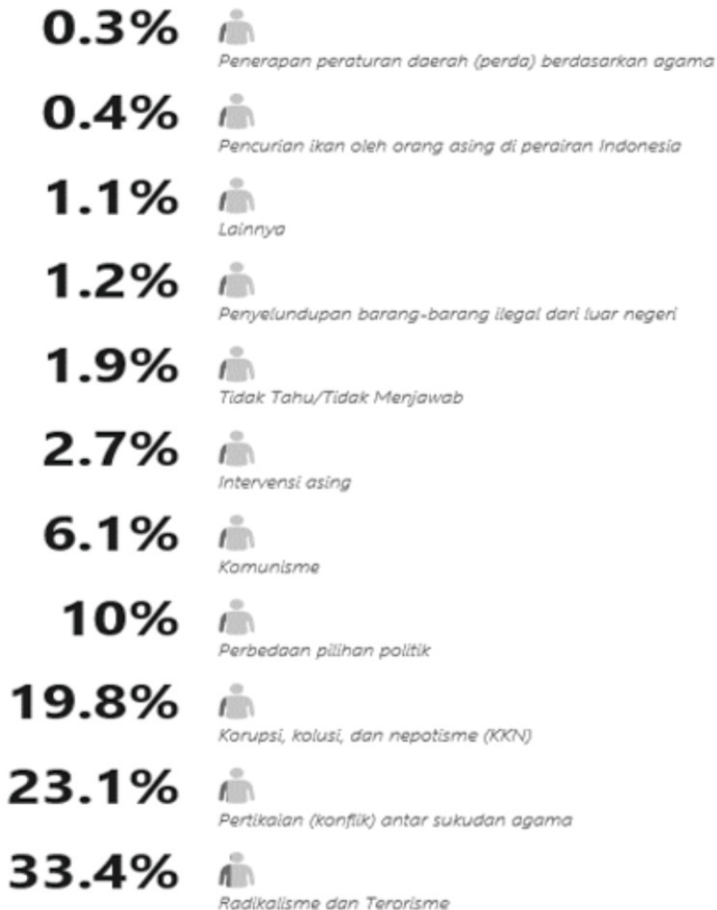 0.3%
Penerapan peraturan daerah (perda) berdasarkan agama
0.4%
Pencurian ikan oleh orang asing di perairan Indonesia
1.1%
Lainnya
1.2%
Penyelundupan barang-barang ilegal dari luar negeri
1.9%
Tidak Tahu/Tidak Menjawab
2.7%
Intervensi asing
6.1%
Komunisme
10%
Perbedaan pilihan politik
19.8%
Korupsi, kolusi, dan nepotisme (KKN)
23.1%
Pertikaian (konflik) antar sukudan agama
33.4%
Radikalisme dan Terorisme